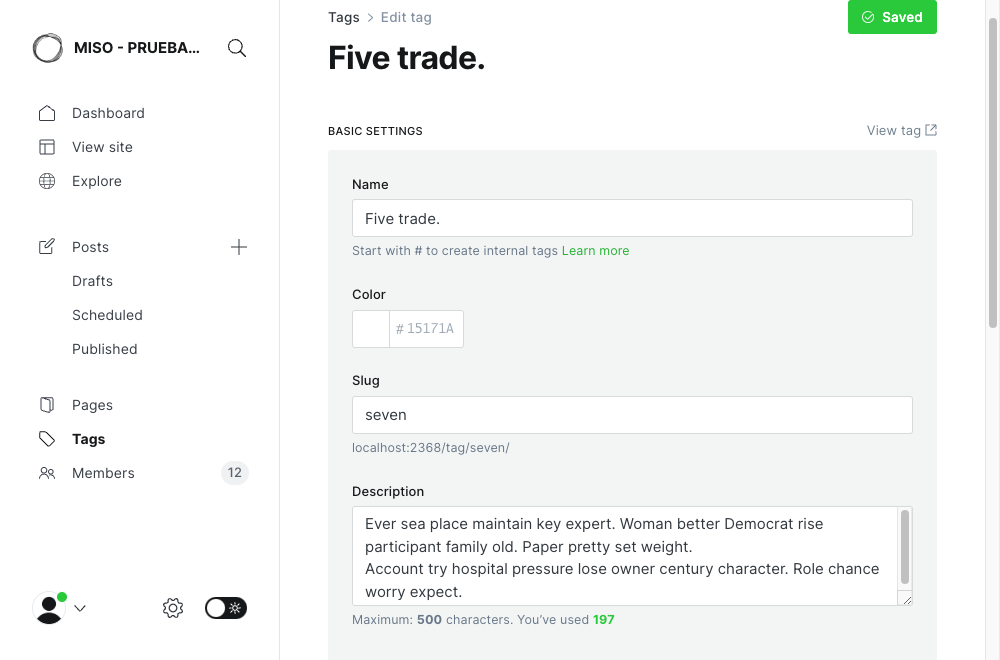 MISO - PRUEBA...
Dashboard
View site
Explore
Posts
Drafts
Scheduled
Published
Pages
Tags
Members 12
Tags > Edit tag
Saved
Five trade.
BASIC SETTINGS
View tag
Name
Five trade.
Start with # to create internal tags Learn more
Color
# 15171A
Slug
seven
localhost:2368/tag/seven/
Description
Ever sea place maintain key expert. Woman better Democrat rise
participant family old. Paper pretty set weight.
Account try hospital pressure lose owner century character. Role chance
worry expect.
Maximum: 500 characters. You've used 197